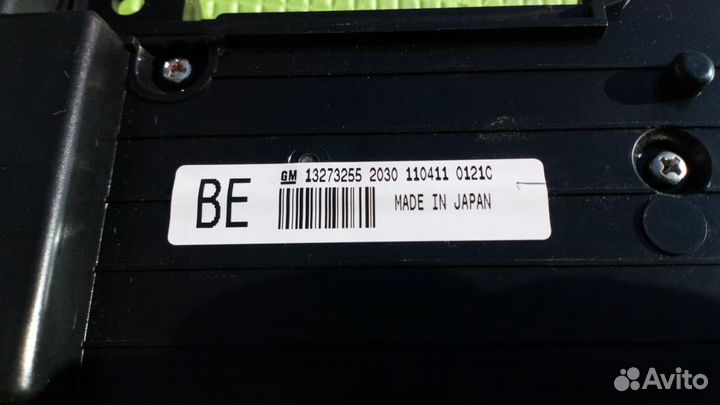 BE
GM 13273255 2030 110411 0121C
MADE IN JAPAN
Avito